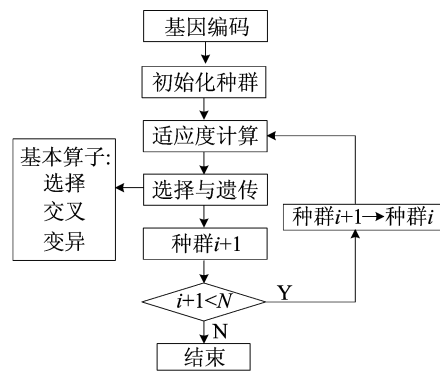 基因编码
初始化种群
适应度计算
基本算子:
选择
交叉
变异
选择与遗传
种群i+1→种群i
种群i+1
i+1<N
Y
N
结束